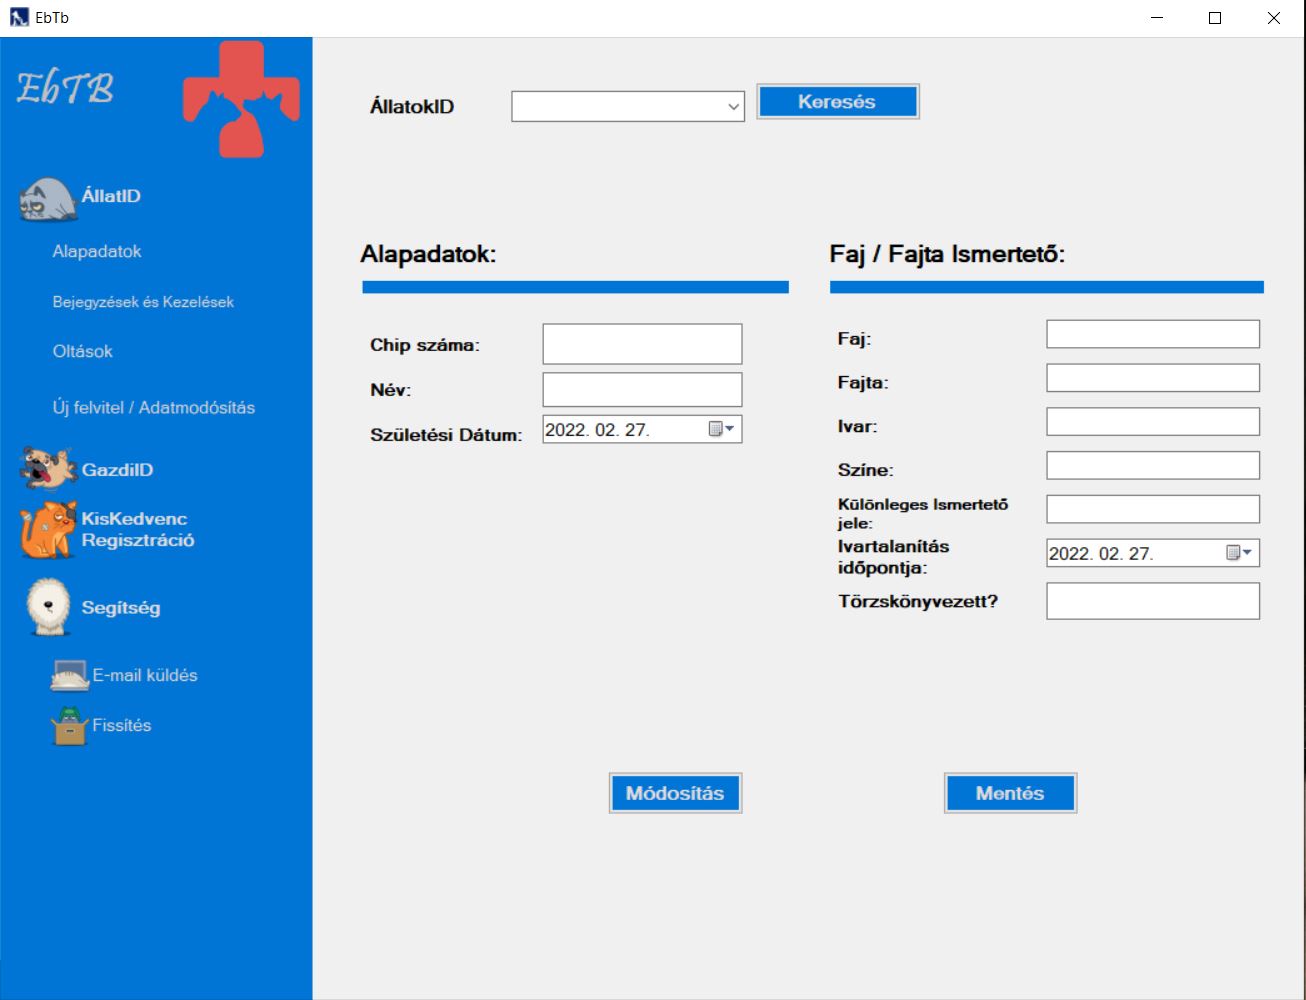 EbTb
EbTB
ÁllatID
Alapadatok
Bejegyzések és Kezelések
Oltások
Új felvitel / Adatmodósítás
GazdiID
KisKedvenc
Regisztráció
Segítség
E-mail küldés
Fissítés
ÁllatokID
Keresés
Alapadatok:
Chip száma:
Név:
Születési Dátum:
2022. 02. 27.
Faj / Fajta Ismertető:
Faj:
Fajta:
Ivar:
Színe:
Különleges Ismertető
jele:
Ivartalanítás
időpontja:
2022. 02. 27.
Törzskönyvezett?
Módosítás
Mentés